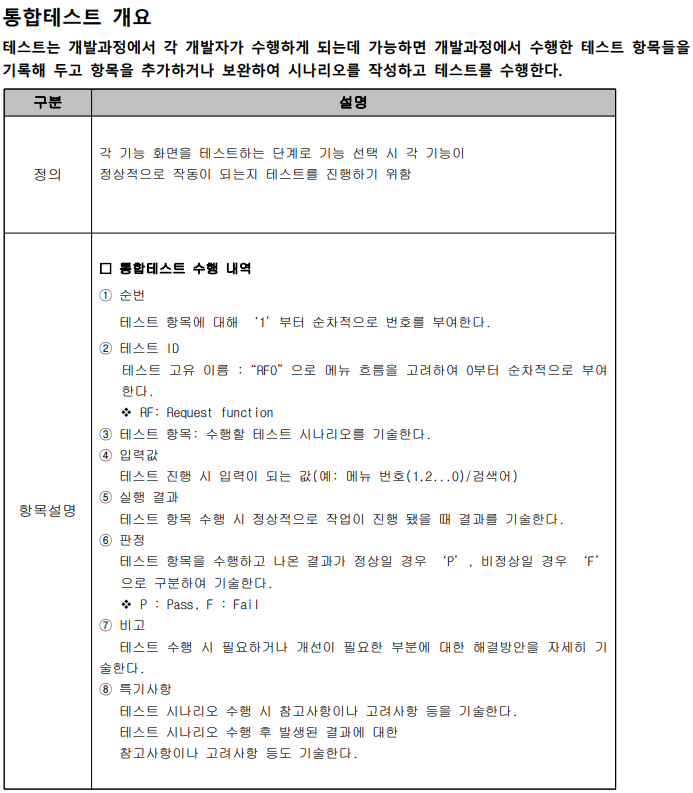 통합테스트 개요
테스트는 개발과정에서 각 개발자가 수행하게 되는데 가능하면 개발과정에서 수행한 테스트 항목들을
기록해 두고 항목을 추가하거나 보완하여 시나리오를 작성하고 테스트를 수행한다.
구분 설명
각 기능 화면을 테스트하는 단계로 기능 선택 시 각 기능이
정의
정상적으로 작동이 되는지 테스트를 진행하기 위함
□ 통합테스트 수행 내역
① 순번
테스트 항목에 대해 ‘1’부터 순차적으로 번호를 부여한다.
② 테스트 ID
테스트 고유 이름 : “RF0”으로 메뉴 흐름을 고려하여 0부터 순차적으로 부여
한다.
❖ RF: Request function
③ 테스트 항목: 수행할 테스트 시나리오를 기술한다.
④ 입력값
테스트 진행 시 입력이 되는 값(예: 메뉴 번호(1,2...0)/검색어)
⑤ 실행 결과
항목설명
테스트 항목 수행 시 정상적으로 작업이 진행 됐을 때 결과를 기술한다.
⑥ 판정
테스트 항목을 수행하고 나온 결과가 정상일 경우 ‘P’, 비정상일 경우 ‘F’
으로 구분하여 기술한다.
❖ P : Pass, F : Fail
⑦ 비고
테스트 수행 시 필요하거나 개선이 필요한 부분에 대한 해결방안을 자세히 기
술한다.
⑧ 특기사항
테스트 시나리오 수행 시 참고사항이나 고려사항 등을 기술한다.
테스트 시나리오 수행 후 발생된 결과에 대한
참고사항이나 고려사항 등도 기술한다.